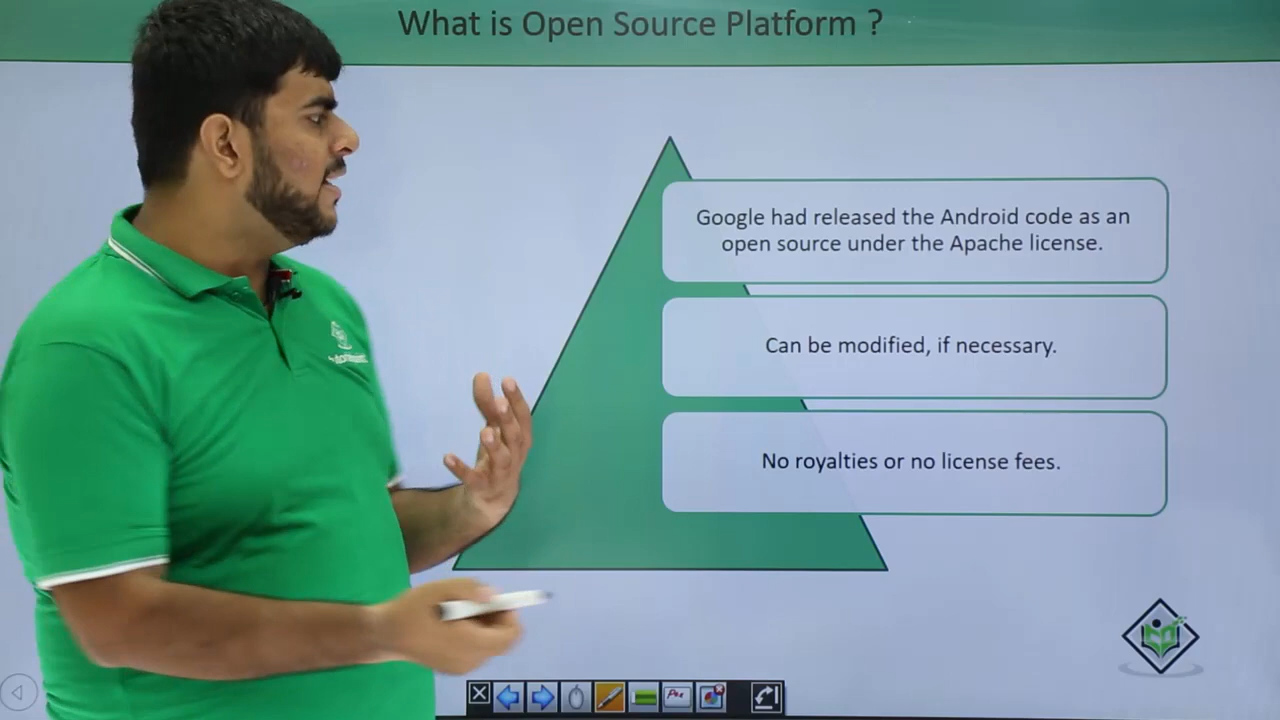 What is Open Source Platform ?
Google had released the Android code as an
open source under the Apache license.
Can be modified, if necessary.
No royalties or no license fees.